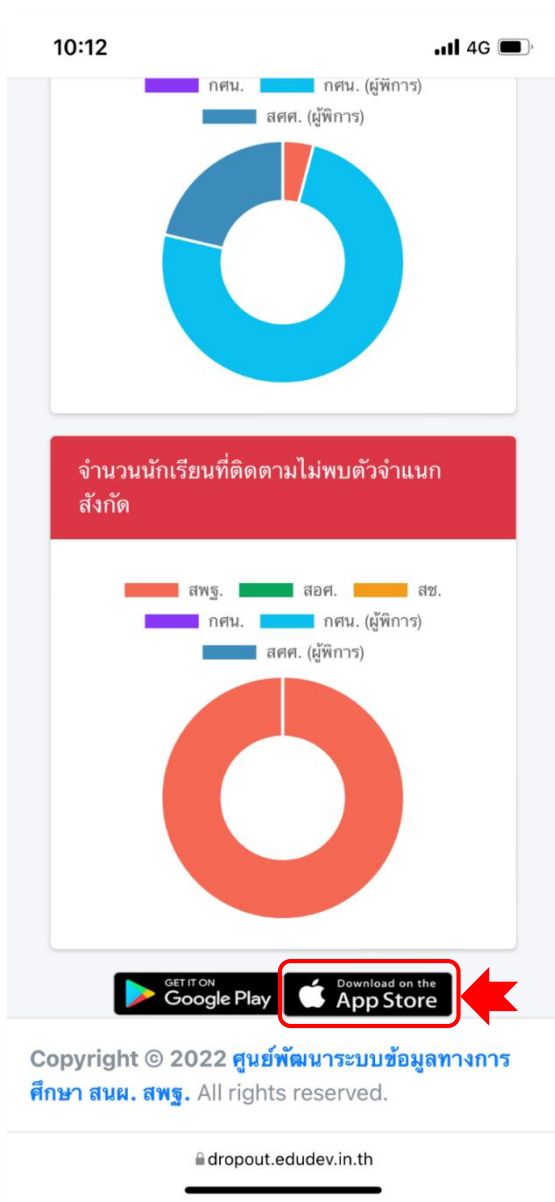 10:12 4G
กศน. กศน. (ผู้พิการ)
สศศ. (ผู้พิการ)
จำนวนนักเรียนที่ติดตามไม่พบตัวจำแนก
สังกัด
สพฐ. สอศ. สช.
กศน. กศน. (ผู้พิการ)
สศศ. (ผู้พิการ)
GET IT ON
Google Play
Download on the
App Store
Copyright © 2022 ศูนย์พัฒนาระบบข้อมูลทางการ
ศึกษา สนผ. สพฐ. All rights reserved.
dropout.edudev.in.th